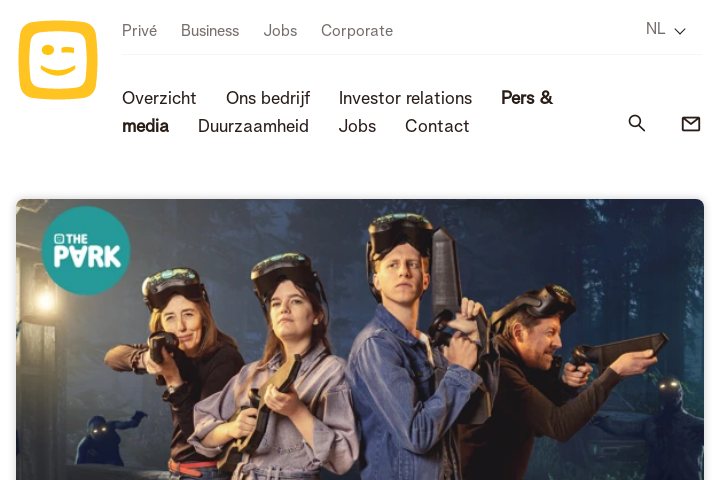 Privé Business Jobs Corporate NL
Overzicht Ons bedrijf Investor relations Pers &
media Duurzaamheid Jobs Contact
THE
PARK